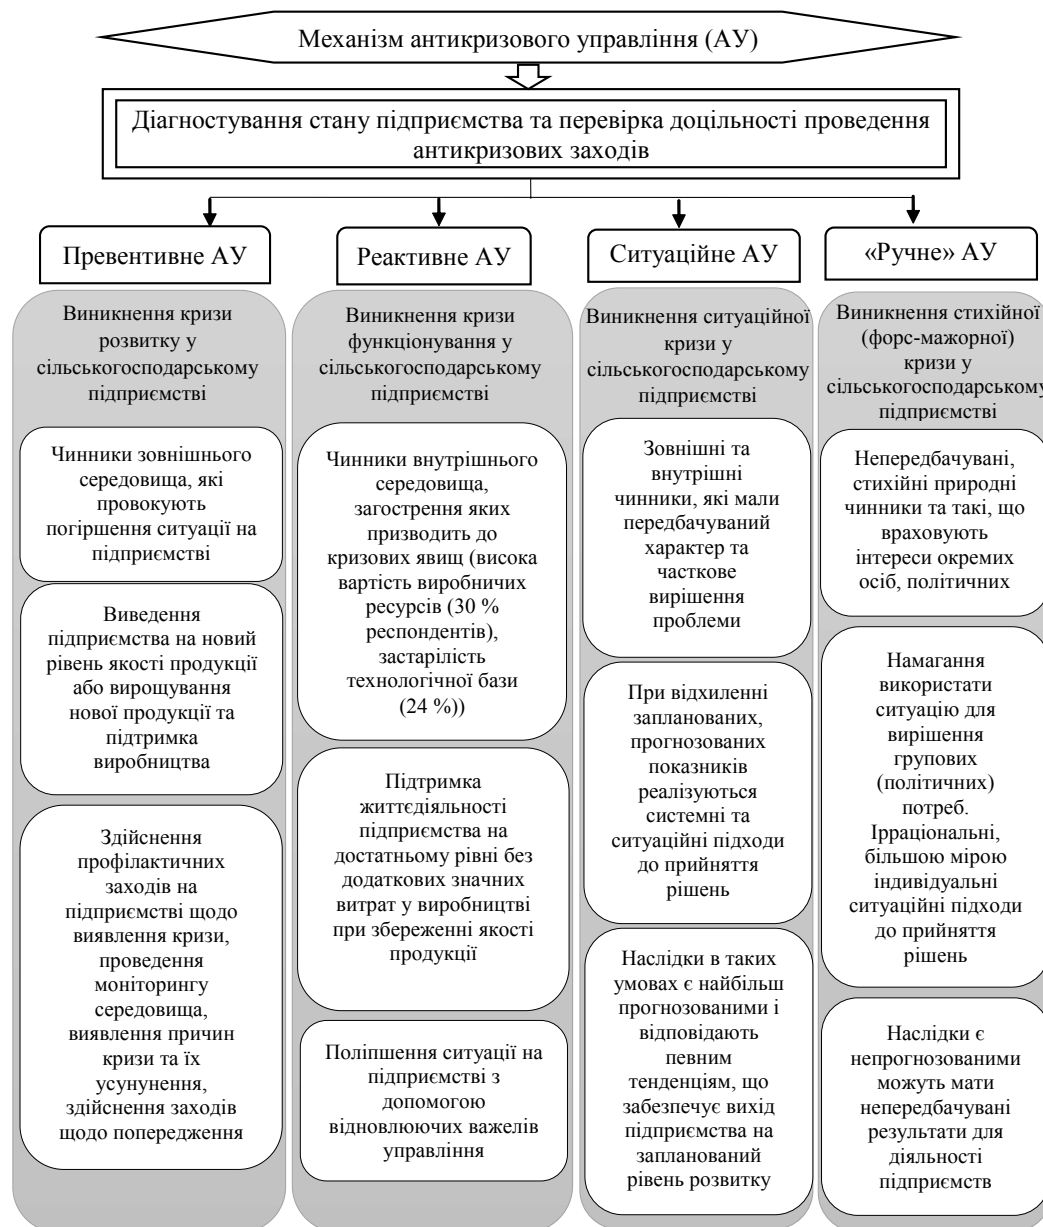 Механізм антикризового управління (АУ)
Діагностування стану підприємства та перевірка доцільності проведення
антикризових заходів
Превентивне АУ
Виникнення кризи
розвитку у
сільськогосподарському
підприємстві
Чинники зовнішнього
середовища, які
провокують
погіршення ситуації на
підприємстві
Виведення
підприємства на новий
рівень якості продукції
або вирощування
нової продукції та
підтримка
виробництва
Здійснення
профілактичних
заходів на
підприємстві щодо
виявлення кризи,
проведення
моніторингу
середовища,
виявлення причин
кризи та їх
усунунення,
здійснення заходів
щодо попередження
Реактивне АУ
Виникнення кризи
функціонування у
сільськогосподарському
підприємстві
Чинники внутрішнього
середовища,
загострення яких
призводить до
кризових явищ (висока
вартість виробничих
ресурсів (30 %
респондентів),
застарілість
технологічної бази
(24 %))
Підтримка
життєдіяльності
підприємства на
достатньому рівні без
додаткових значних
витрат у виробництві
при збереженні якості
продукції
Поліпшення ситуації на
підприємстві з
допомогою
відновлюючих важелів
управління
Ситуаційне АУ
Виникнення ситуаційної
кризи у
сільськогосподарському
підприємстві
Зовнішні та
внутрішні
чинники, які мали
передбачуваний
характер та
часткове
вирішення
проблеми
При відхиленні
запланованих,
прогнозованих
показників
реалізуються
системні та
ситуаційні підходи
до прийняття
рішень
Наслідки в таких
умовах є найбільш
прогнозованими і
відповідають
певним
тенденціям, що
забезпечує вихід
підприємства на
запланований
рівень розвитку
«Ручне» АУ
Виникнення стихійної
(форс-мажорної)
кризи у
сільськогосподарському
підприємстві
Непередбачувані,
стихійні природні
чинники та такі, що
враховують
інтереси окремих
осіб, політичних
Намагання
використати
ситуацію для
вирішення
групових
(політичних)
потреб.
Ірраціональні,
більшою мірою
індивідуальні
ситуаційні підходи
до прийняття
рішень
Наслідки є
непрогнозованими
можуть мати
непередбачувані
результати для
діяльності
підприємств